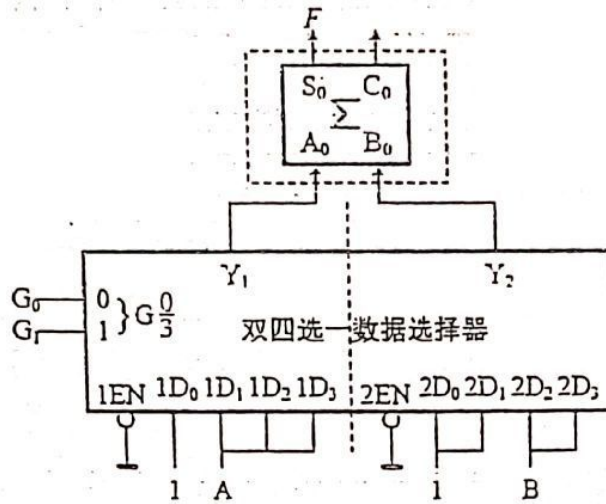 F
S₀ C₀
Σ
A₀ B₀
Y₁ Y₂
G₀ 0
G₁ 1
} G 0/3
双四选一数据选择器
1EN 1D₀ 1D₁ 1D₂ 1D₃ 2EN 2D₀ 2D₁ 2D₂ 2D₃
1 A 1 B